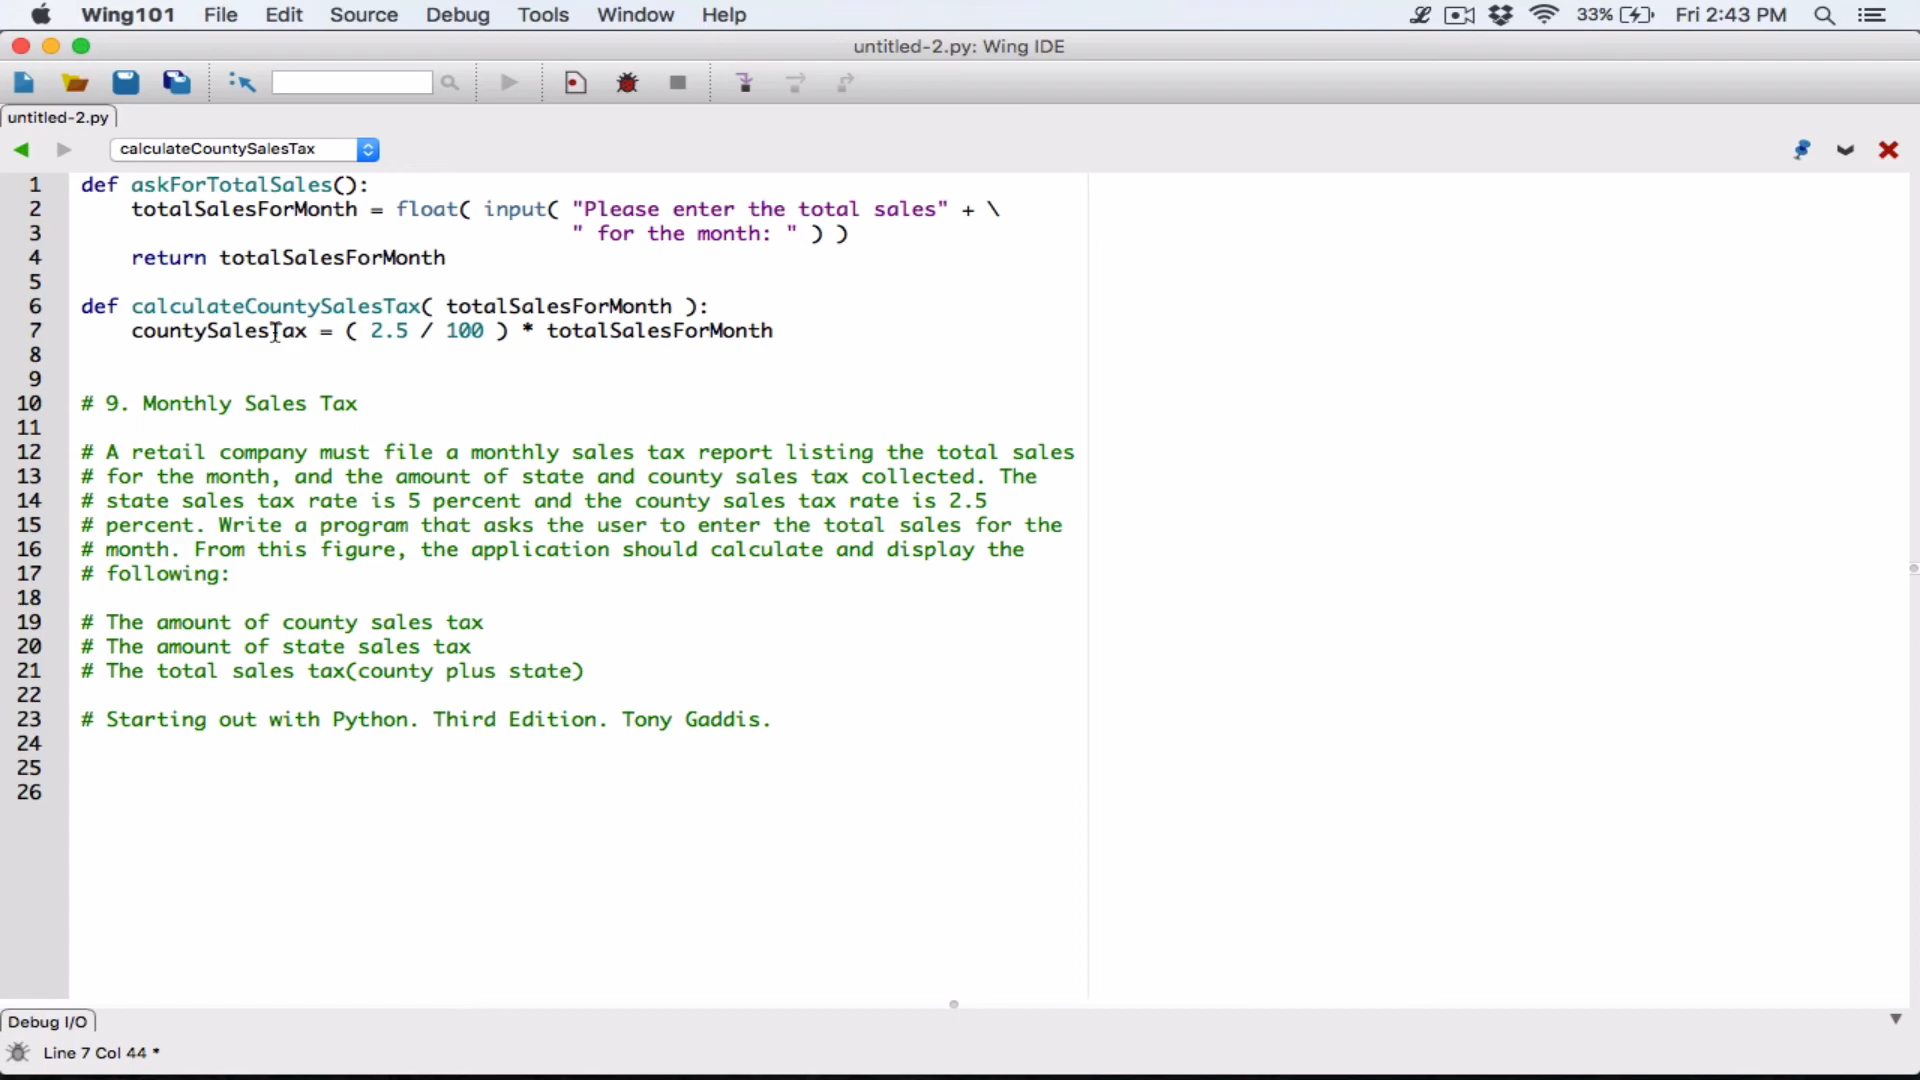 Wing101 File Edit Source Debug Tools Window Help 33% Fri 2:43 PM
untitled-2.py: Wing IDE
untitled-2.py
calculateCountySalesTax
1 def askForTotalSales():
2 totalSalesForMonth = float( input( "Please enter the total sales" + \
3 " for the month: " ) )
4 return totalSalesForMonth
5
6 def calculateCountySalesTax( totalSalesForMonth ):
7 countySalesTax = ( 2.5 / 100 ) * totalSalesForMonth
8
9
10 # 9. Monthly Sales Tax
11
12 # A retail company must file a monthly sales tax report listing the total sales
13 # for the month, and the amount of state and county sales tax collected. The
14 # state sales tax rate is 5 percent and the county sales tax rate is 2.5
15 # percent. Write a program that asks the user to enter the total sales for the
16 # month. From this figure, the application should calculate and display the
17 # following:
18
19 # The amount of county sales tax
20 # The amount of state sales tax
21 # The total sales tax(county plus state)
22
23 # Starting out with Python. Third Edition. Tony Gaddis.
24
25
26
Debug I/O
Line 7 Col 44 *